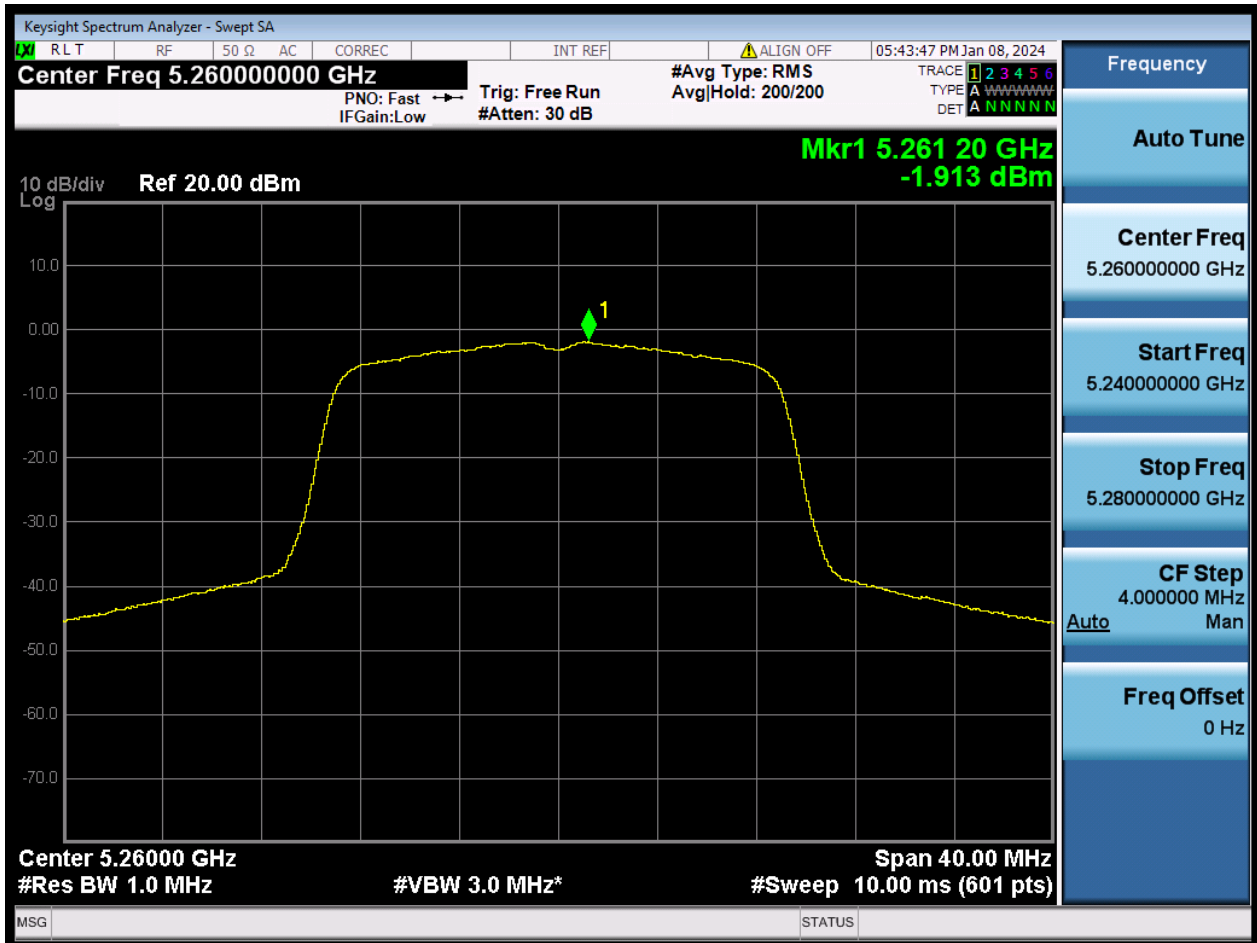 Keysight Spectrum Analyzer - Swept SA
LXI RLT RF 50 Ω AC CORREC INT REF ALIGN OFF 05:43:47 PM Jan 08, 2024
Center Freq 5.260000000 GHz
PNO: Fast
IFGain:Low
Trig: Free Run
#Atten: 30 dB
#Avg Type: RMS
Avg|Hold: 200/200
TRACE 1 2 3 4 5 6
TYPE A WWWWW
DET A N N N N N
Mkr1 5.261 20 GHz
-1.913 dBm
10 dB/div Ref 20.00 dBm
Log
10.0
1
0.00
-10.0
-20.0
-30.0
-40.0
-50.0
-60.0
-70.0
Center 5.26000 GHz Span 40.00 MHz
#Res BW 1.0 MHz #VBW 3.0 MHz* #Sweep 10.00 ms (601 pts)
MSG STATUS
Frequency
Auto Tune
Center Freq
5.260000000 GHz
Start Freq
5.240000000 GHz
Stop Freq
5.280000000 GHz
CF Step
4.000000 MHz
Auto Man
Freq Offset
0 Hz